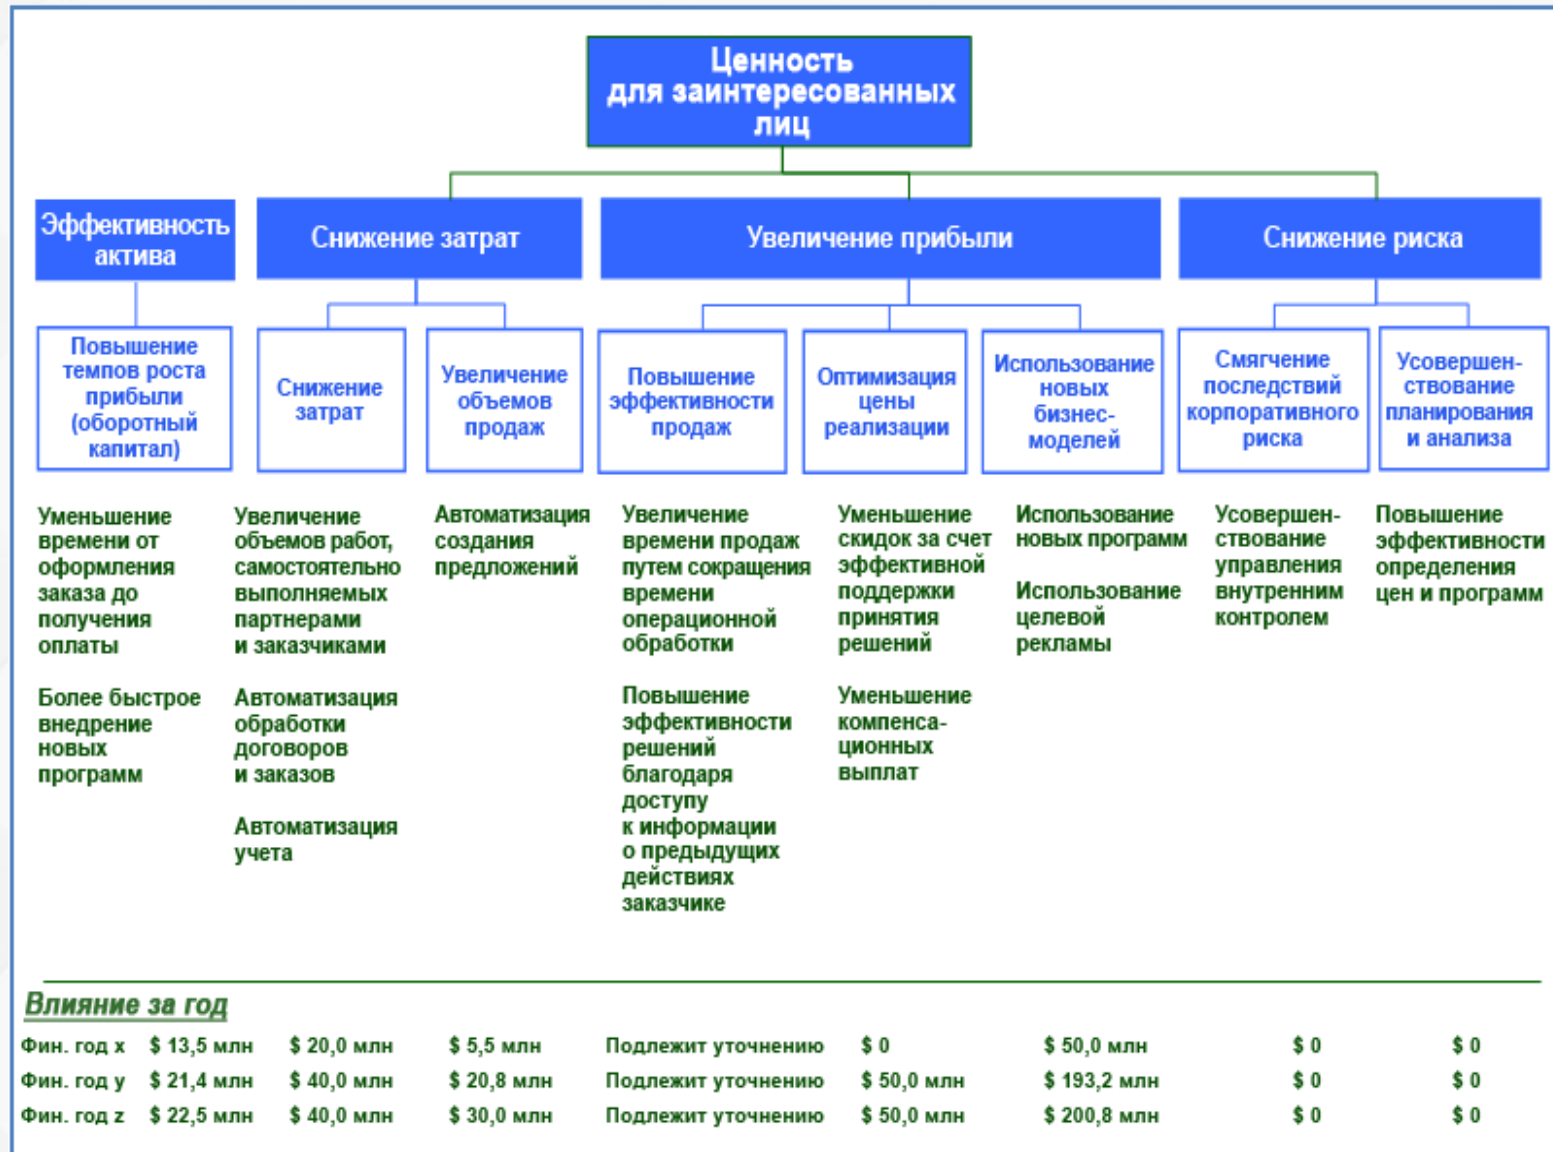 Ценность
для заинтересованных
лиц
Эффективность
актива
Снижение затрат
Увеличение прибыли
Снижение риска
Повышение
темпов роста
прибыли
(оборотный
капитал)
Снижение
затрат
Увеличение
объемов
продаж
Повышение
эффективности
продаж
Оптимизация
цены
реализации
Использование
новых
бизнес-
моделей
Смягчение
последствий
корпоративного
риска
Усовершен-
ствование
планирования
и анализа
Уменьшение
времени от
оформления
заказа до
получения
оплаты
Более быстрое
внедрение
новых
программ
Увеличение
объемов работ,
самостоятельно
выполняемых
партнерами
и заказчиками
Автоматизация
обработки
договоров
и заказов
Автоматизация
учета
Автоматизация
создания
предложений
Увеличение
времени продаж
путем сокращения
времени
операционной
обработки
Повышение
эффективности
решений
благодаря
доступу
к информации
о предыдущих
действиях
заказчике
Уменьшение
скидок за счет
эффективной
поддержки
принятия
решений
Уменьшение
компенса-
ционных
выплат
Использование
новых программ
Использование
целевой
рекламы
Усовершен-
ствование
управления
внутренним
контролем
Повышение
эффективности
определения
цен и программ
Влияние за год
Фин. год x $ 13,5 млн $ 20,0 млн $ 5,5 млн Подлежит уточнению $ 0 $ 50,0 млн $ 0 $ 0
Фин. год y $ 21,4 млн $ 40,0 млн $ 20,8 млн Подлежит уточнению $ 50,0 млн $ 193,2 млн $ 0 $ 0
Фин. год z $ 22,5 млн $ 40,0 млн $ 30,0 млн Подлежит уточнению $ 50,0 млн $ 200,8 млн $ 0 $ 0